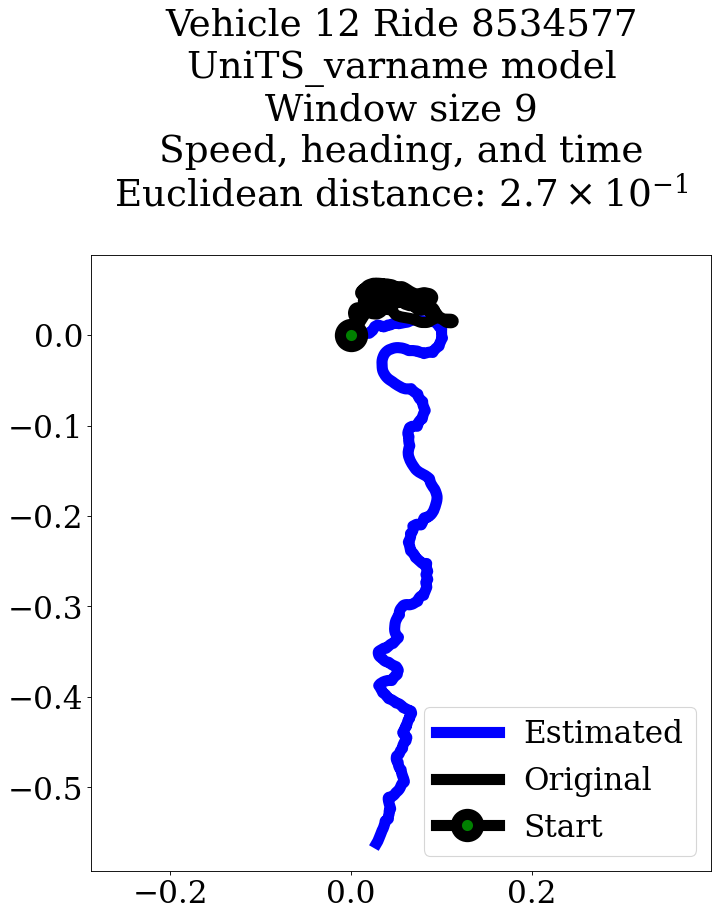 Vehicle 12 Ride 8534577
UniTS_varname model
Window size 9
Speed, heading, and time
Euclidean distance: 2.7 × 10⁻¹
0.0
−0.1
−0.2
−0.3
−0.4
−0.5
Estimated
Original
Start
−0.2 0.0 0.2